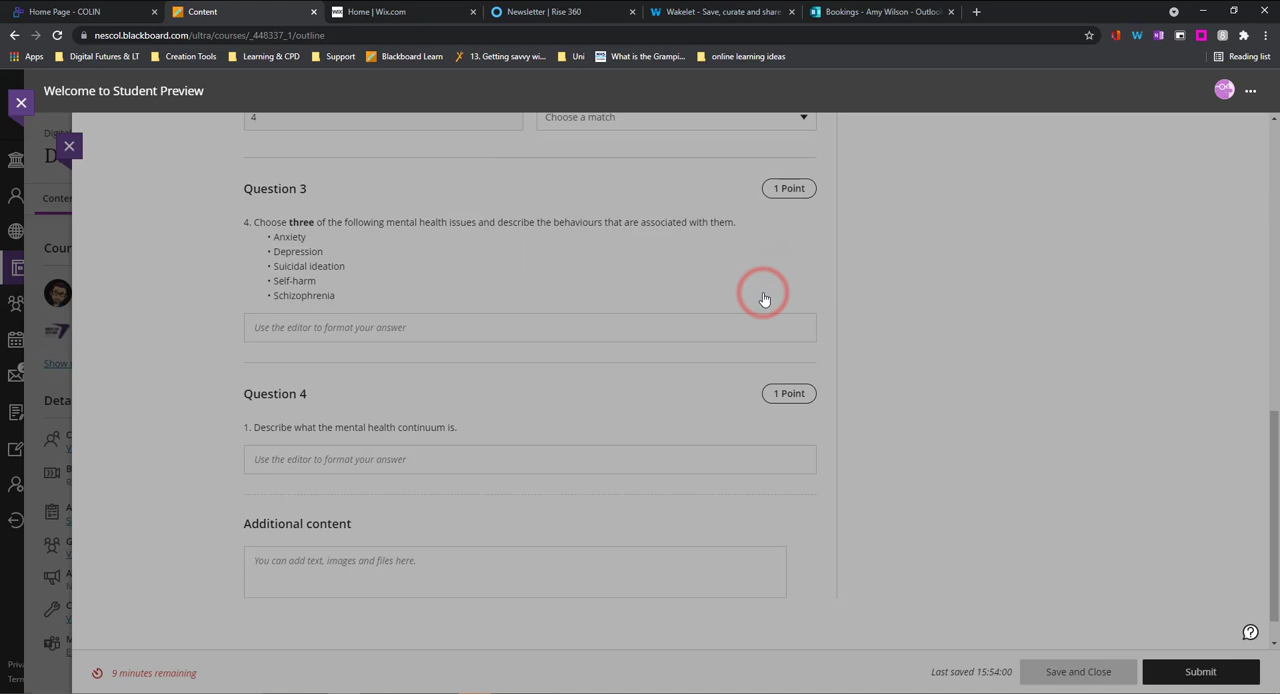 Home Page - COLIN
Content
Home | Wix.com
Newsletter | Rise 360
Wakelet - Save, curate and share
Bookings - Amy Wilson - Outlook
nescol.blackboard.com/ultra/courses/_448337_1/outline
Apps
Digital Futures & LT
Creation Tools
Learning & CPD
Support
Blackboard Learn
13. Getting savvy wi...
Uni
What is the Grampi...
online learning ideas
Reading list
Welcome to Student Preview
Digita
D
4
Choose a match
Conten
Question 3
1 Point
4. Choose three of the following mental health issues and describe the behaviours that are associated with them.
• Anxiety
• Depression
• Suicidal ideation
• Self-harm
• Schizophrenia
Cour
Use the editor to format your answer
Show
Question 4
1 Point
Deta
1. Describe what the mental health continuum is.
Use the editor to format your answer
Additional content
You can add text, images and files here.
Priva
Term
9 minutes remaining
Last saved 15:54:00
Save and Close
Submit